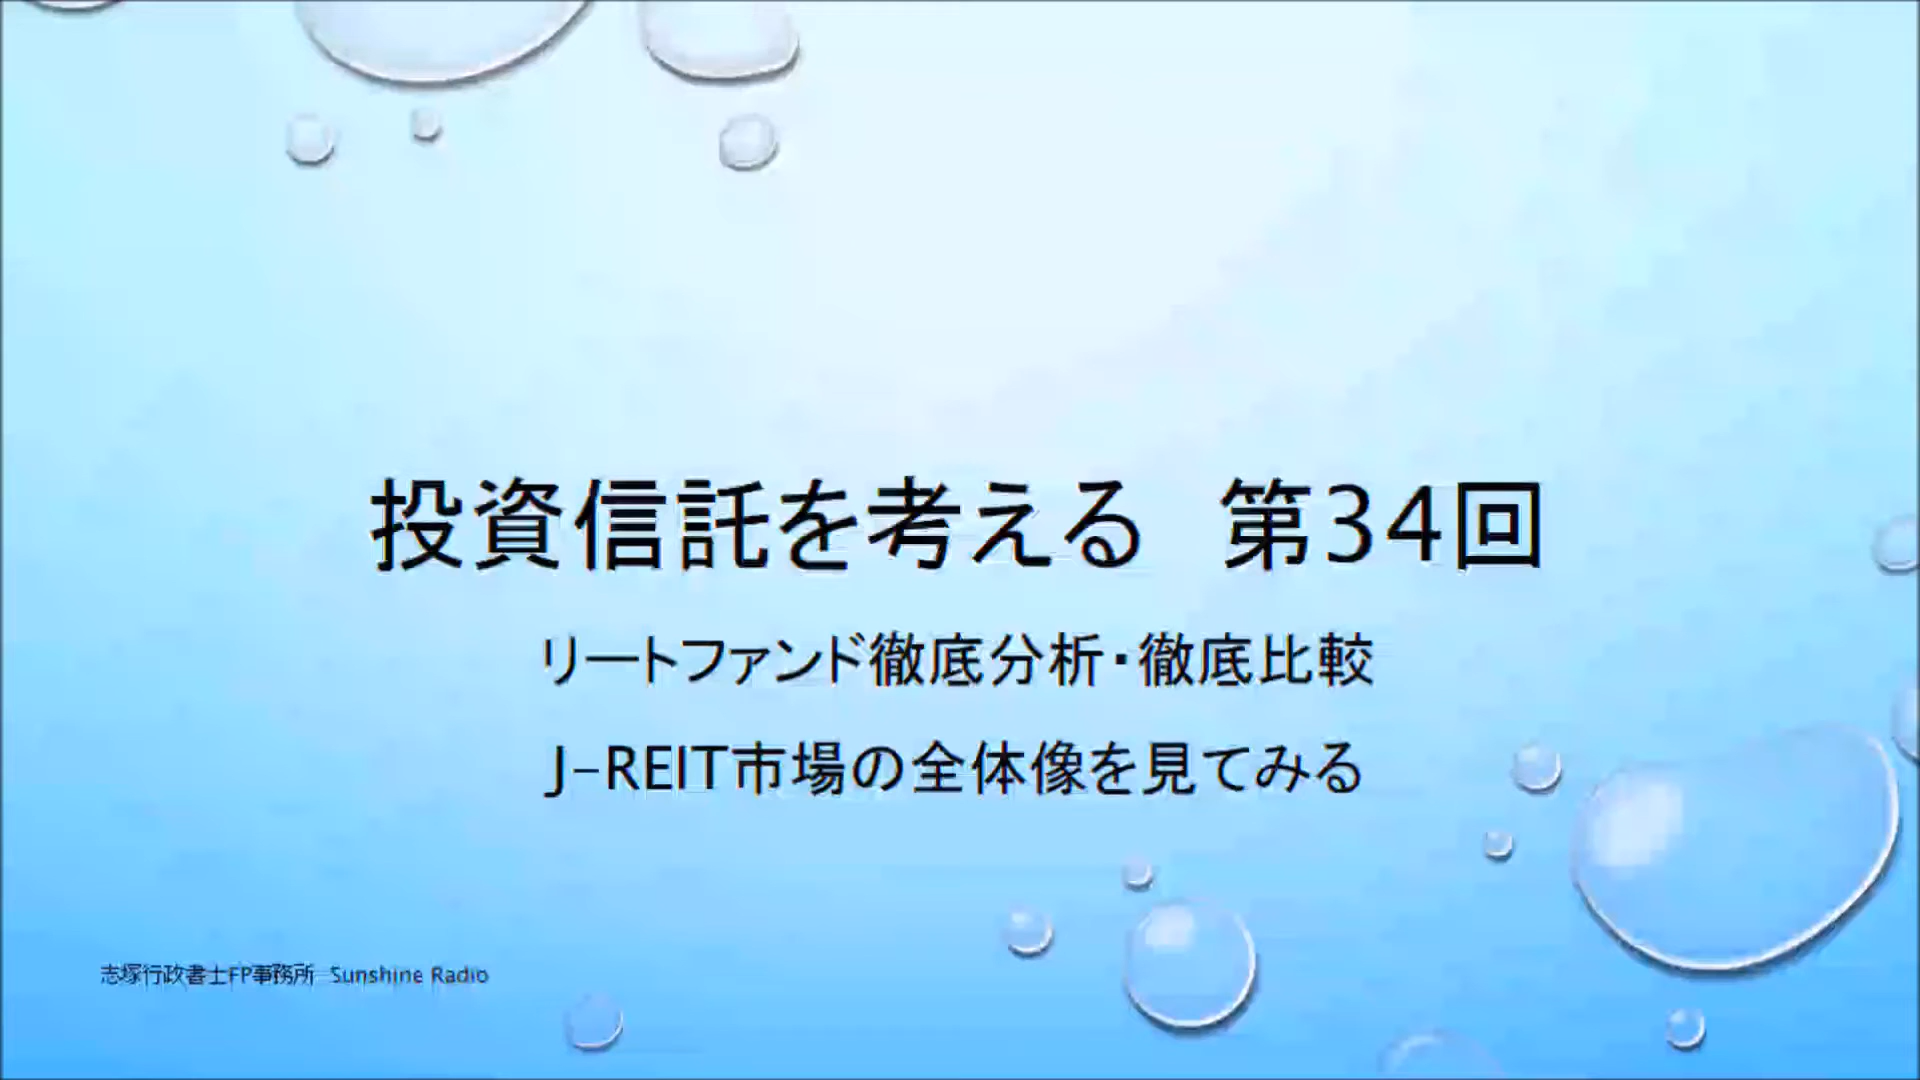 投資信託を考える　第34回
リートファンド徹底分析・徹底比較
J-REIT市場の全体像を見てみる
志塚行政書士FP事務所　Sunshine Radio